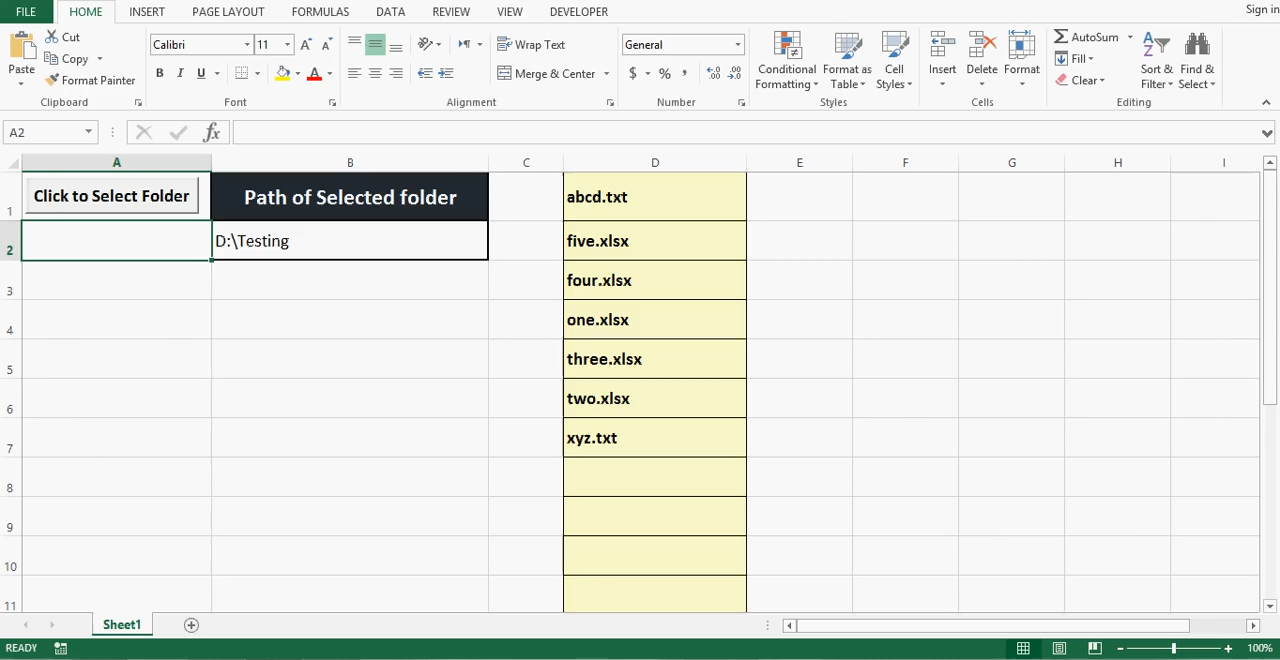 FILE HOME INSERT PAGE LAYOUT FORMULAS DATA REVIEW VIEW DEVELOPER Sign in
Paste
Cut
Copy
Format Painter
Clipboard
Calibri 11
B I U
A A
Font
Wrap Text
Merge & Center
Alignment
General
$ % ,
Number
Conditional Formatting
Format as Table
Cell Styles
Styles
Insert
Delete
Format
Cells
AutoSum
Fill
Clear
Sort & Filter
Find & Select
Editing
A2
fx
A B C D E F G H I
1 Click to Select Folder Path of Selected folder abcd.txt
2 D:\Testing five.xlsx
3 four.xlsx
4 one.xlsx
5 three.xlsx
6 two.xlsx
7 xyz.txt
8
9
10
11
Sheet1
READY 100%